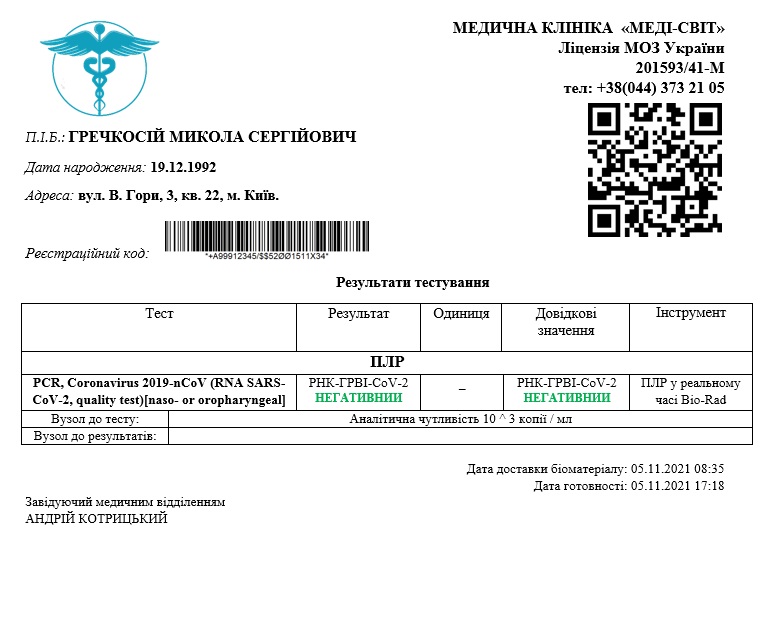 МЕДИЧНА КЛІНІКА «МЕДІ-СВІТ»
Ліцензія МОЗ України
201593/41-М
тел: +38(044) 373 21 05
П.І.Б.: ГРЕЧКОСІЙ МИКОЛА СЕРГІЙОВИЧ
Дата народження: 19.12.1992
Адреса: вул. В. Гори, 3, кв. 22, м. Київ.
Реєстраційний код:
*+A99912345/$$52ØØ1511X34*
Результати тестування
Тест Результат Одиниця Довідкові значення Інструмент
ПЛР
PCR, Coronavirus 2019-nCoV (RNA SARS-
CoV-2, quality test)[naso- or oropharyngeal]
РНК-ГРВІ-CoV-2
НЕГАТИВНИИ
–
РНК-ГРВІ-CoV-2
НЕГАТИВНИИ
ПЛР у реальному
часі Bio-Rad
Вузол до тесту: Аналітична чутливість 10 ^ 3 копії / мл
Вузол до результатів:
Дата доставки біоматеріалу: 05.11.2021 08:35
Дата готовності: 05.11.2021 17:18
Завідуючий медичним відділенням
АНДРІЙ КОТРИЦЬКИЙ